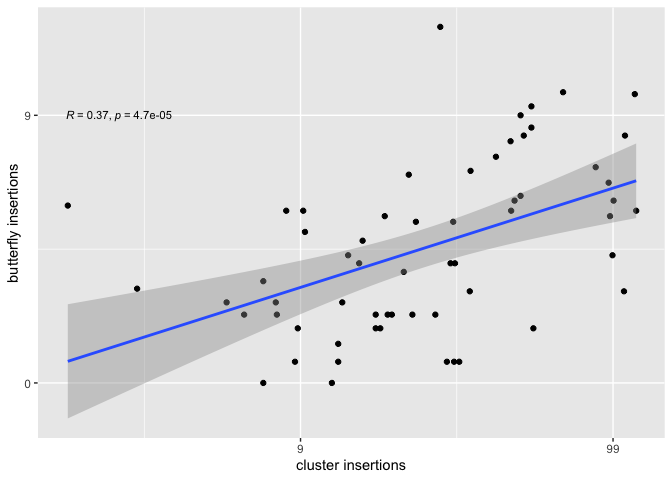 R = 0.37, p = 4.7e-05
9
0
butterfly insertions
9
99
cluster insertions